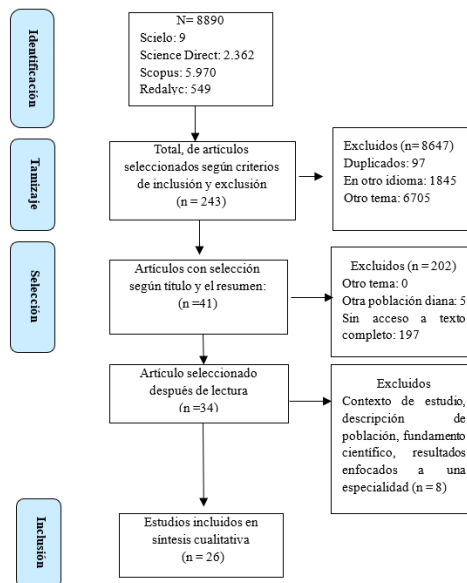 Identificación
N= 8890
Scielo: 9
Science Direct: 2.362
Scopus: 5.970
Redalyc: 549
Tamizaje
Total, de artículos
seleccionados según criterios
de inclusión y exclusión
(n = 243)
Excluidos (n= 8647)
Duplicados: 97
En otro idioma: 1845
Otro tema: 6705
Selección
Artículos con selección
según título y el resumen:
(n =41)
Excluidos (n = 202)
Otro tema: 0
Otra población diana: 5
Sin acceso a texto
completo: 197
Artículo seleccionado
después de lectura
(n =34)
Excluidos
Contexto de estudio,
descripción de
población, fundamento
científico, resultados
enfocados a una
especialidad (n = 8)
Inclusión
Estudios incluidos en
síntesis cualitativa
(n = 26)